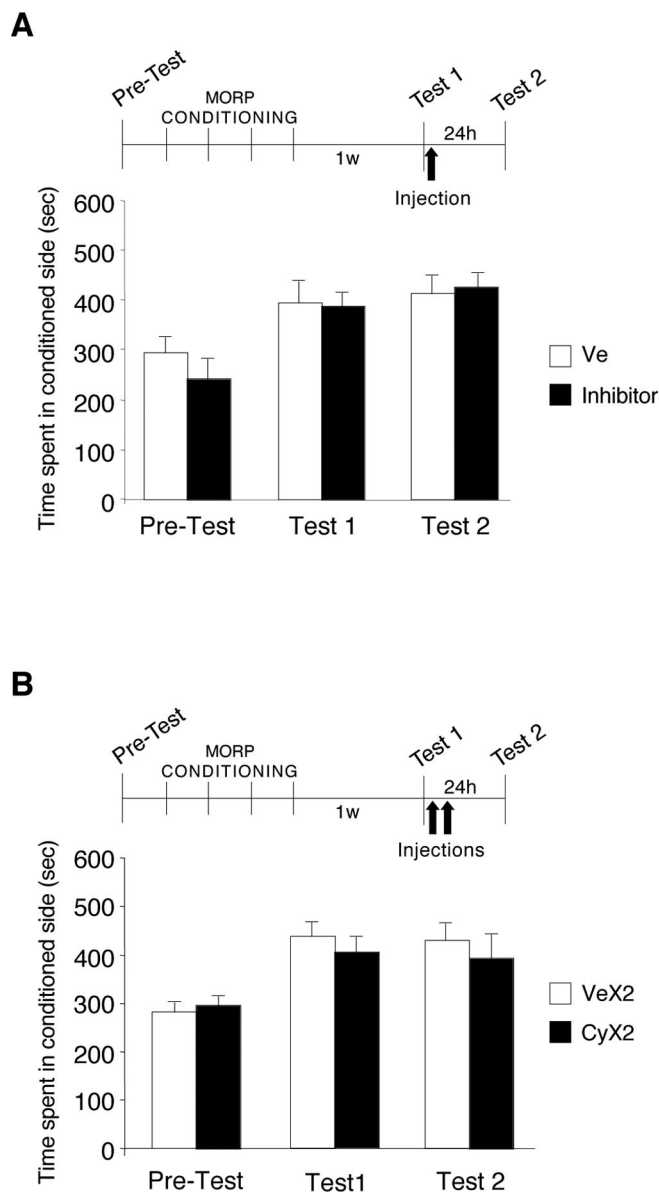 A
Pre-Test
MORP
CONDITIONING
Test 1
Test 2
24h
1w
Injection
Time spent in conditioned side (sec)
600
500
400
300
200
100
0
Ve
Inhibitor
Pre-Test
Test 1
Test 2
B
Pre-Test
MORP
CONDITIONING
Test 1
Test 2
24h
1w
Injections
Time spent in conditioned side (sec)
600
500
400
300
200
100
0
VeX2
CyX2
Pre-Test
Test1
Test 2